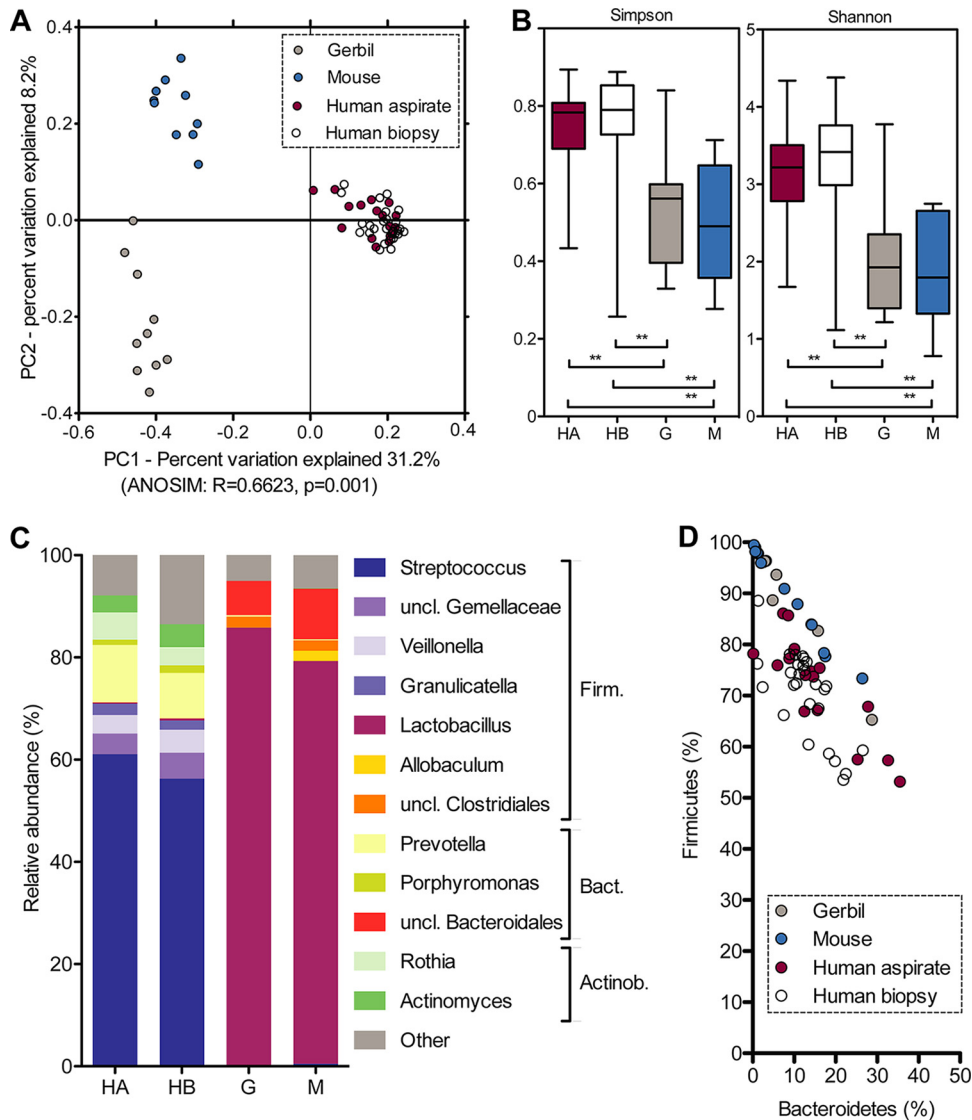 A
PC2 - percent variation explained 8.2%
0.4
0.2
0.0
-0.2
-0.4
-0.6
-0.4
-0.2
0.0
0.2
0.4
Gerbil
Mouse
Human aspirate
Human biopsy
PC1 - Percent variation explained 31.2%
(ANOSIM: R=0.6623, p=0.001)
B
Simpson
0.8
0.6
0.4
0.2
0
**
**
**
**
HA
HB
G
M
Shannon
5
4
3
2
1
0
**
**
**
**
HA
HB
G
M
C
Relative abundance (%)
100
80
60
40
20
0
HA
HB
G
M
Streptococcus
uncl. Gemellaceae
Veillonella
Granulicatella
Lactobacillus
Allobaculum
uncl. Clostridiales
Prevotella
Porphyromonas
uncl. Bacteroidales
Rothia
Actinomyces
Other
Firm.
Bact.
Actinob.
D
Firmicutes (%)
100
90
80
70
60
50
40
30
20
10
0
Gerbil
Mouse
Human aspirate
Human biopsy
0
10
20
30
40
50
Bacteroidetes (%)